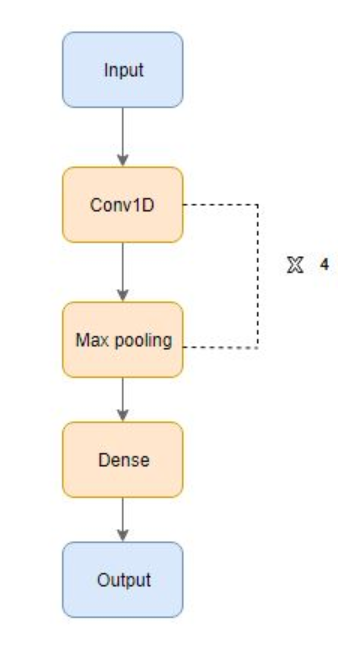 Input
Conv1D
X 4
Max pooling
Dense
Output